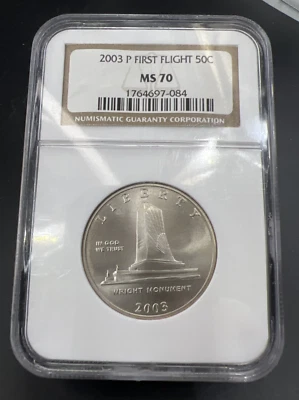 2003 P FIRST FLIGHT 50C
MS 70
1764697-084
NUMISMATIC GUARANTY CORPORATION
LIBERTY
IN GOD
WE TRUST
WRIGHT MONUMENT
2003